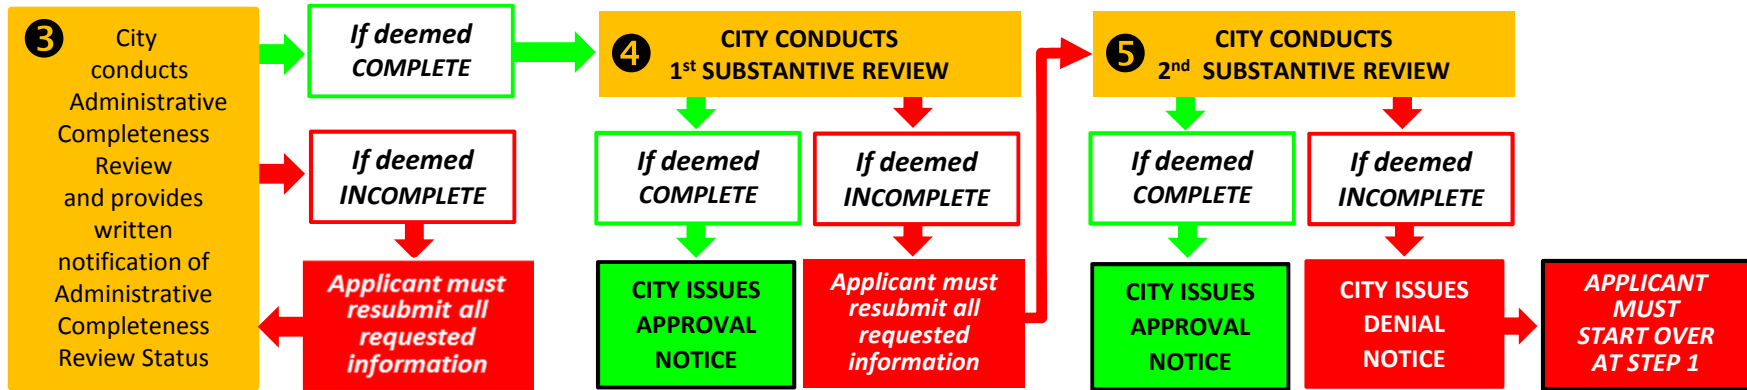 ❸ City
conducts
Administrative
Completeness
Review
and provides
written
notification of
Administrative
Completeness
Review Status
If deemed
COMPLETE
If deemed
INCOMPLETE
Applicant must
resubmit all
requested
information
❹ CITY CONDUCTS
1st SUBSTANTIVE REVIEW
If deemed
COMPLETE
CITY ISSUES
APPROVAL
NOTICE
If deemed
INCOMPLETE
Applicant must
resubmit all
requested
information
❺ CITY CONDUCTS
2nd SUBSTANTIVE REVIEW
If deemed
COMPLETE
CITY ISSUES
APPROVAL
NOTICE
If deemed
INCOMPLETE
CITY ISSUES
DENIAL
NOTICE
APPLICANT
MUST
START OVER
AT STEP 1